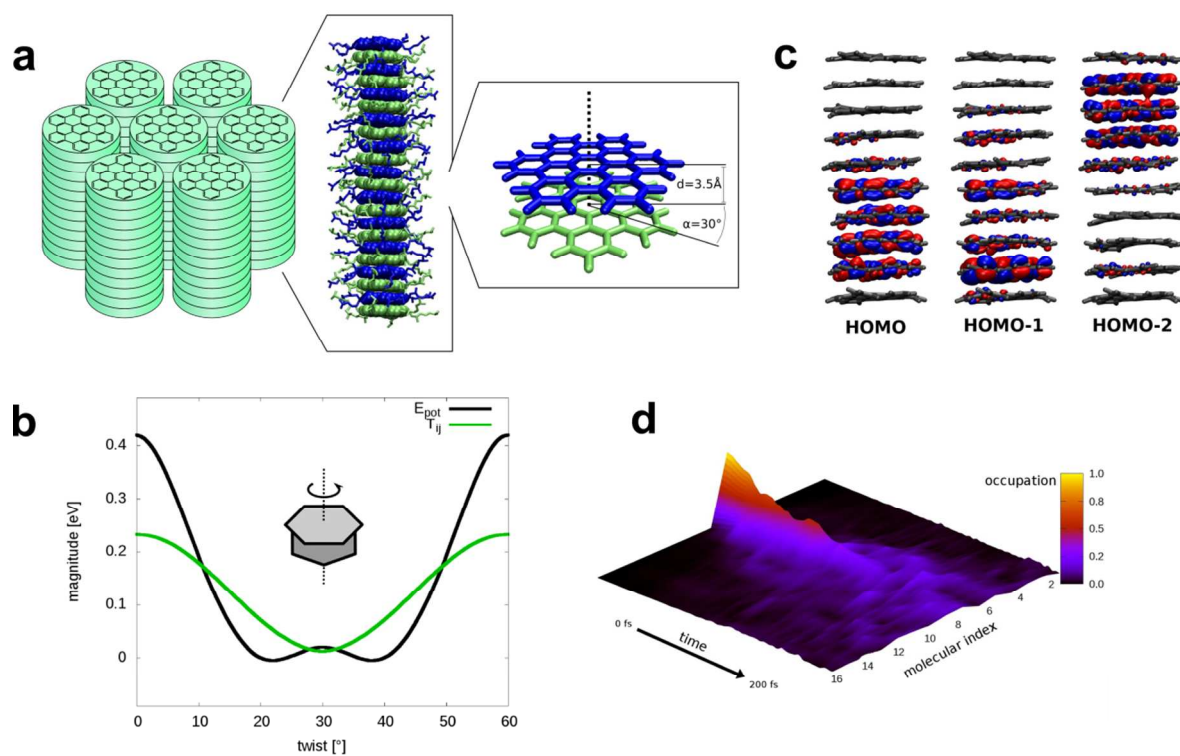 a
d=3.5Å
α=30°
c
HOMO
HOMO-1
HOMO-2
b
E_pot
T_ij
0.4
0.3
0.2
0.1
0
magnitude [eV]
0
10
20
30
40
50
60
twist [°]
d
occupation
1.0
0.8
0.5
0.2
0.0
0 fs
time
200 fs
16
14
12
10
8
6
4
2
molecular index